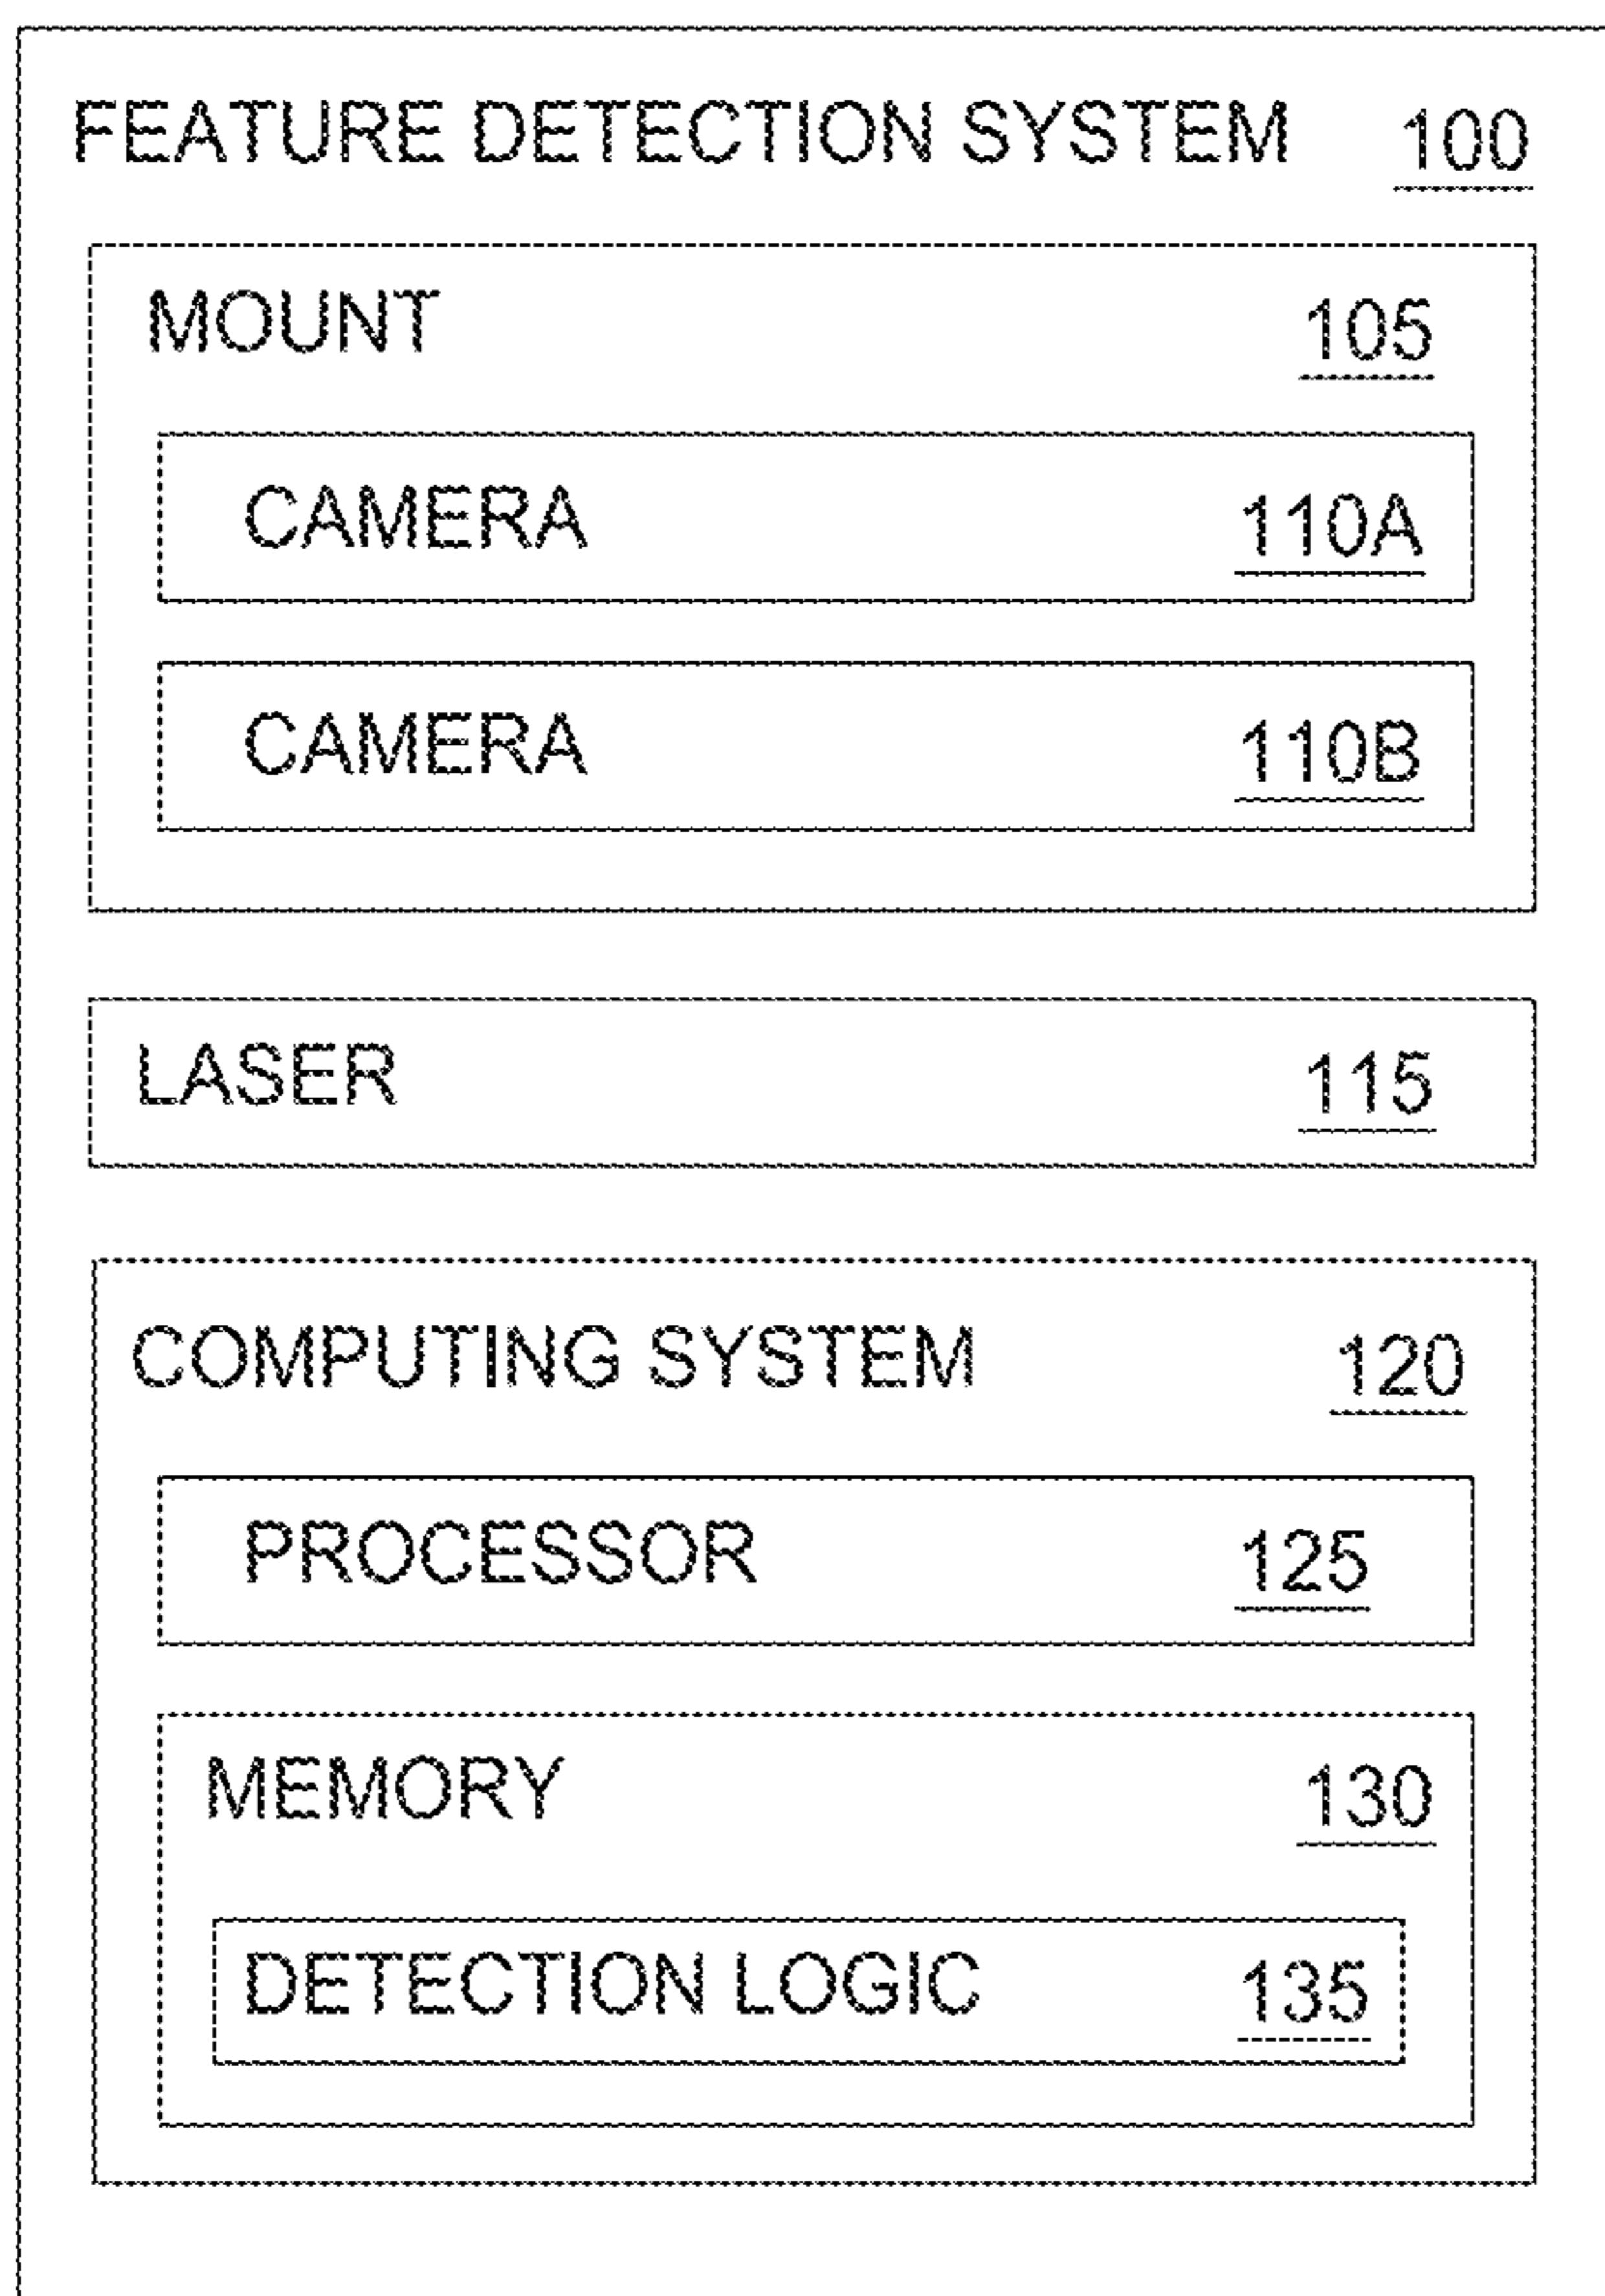 FEATURE DETECTION SYSTEM 100
MOUNT 105
CAMERA 110A
CAMERA 110B
LASER 115
COMPUTING SYSTEM 120
PROCESSOR 125
MEMORY 130
DETECTION LOGIC 135